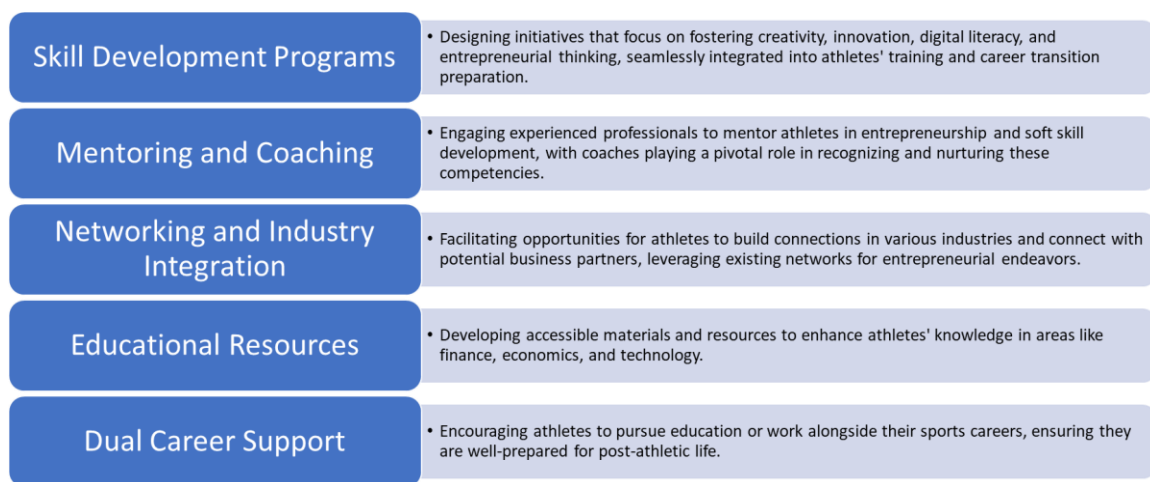 Skill Development Programs
• Designing initiatives that focus on fostering creativity, innovation, digital literacy, and
entrepreneurial thinking, seamlessly integrated into athletes' training and career transition
preparation.
Mentoring and Coaching
• Engaging experienced professionals to mentor athletes in entrepreneurship and soft skill
development, with coaches playing a pivotal role in recognizing and nurturing these
competencies.
Networking and Industry
Integration
• Facilitating opportunities for athletes to build connections in various industries and connect with
potential business partners, leveraging existing networks for entrepreneurial endeavors.
Educational Resources
• Developing accessible materials and resources to enhance athletes' knowledge in areas like
finance, economics, and technology.
Dual Career Support
• Encouraging athletes to pursue education or work alongside their sports careers, ensuring they
are well-prepared for post-athletic life.